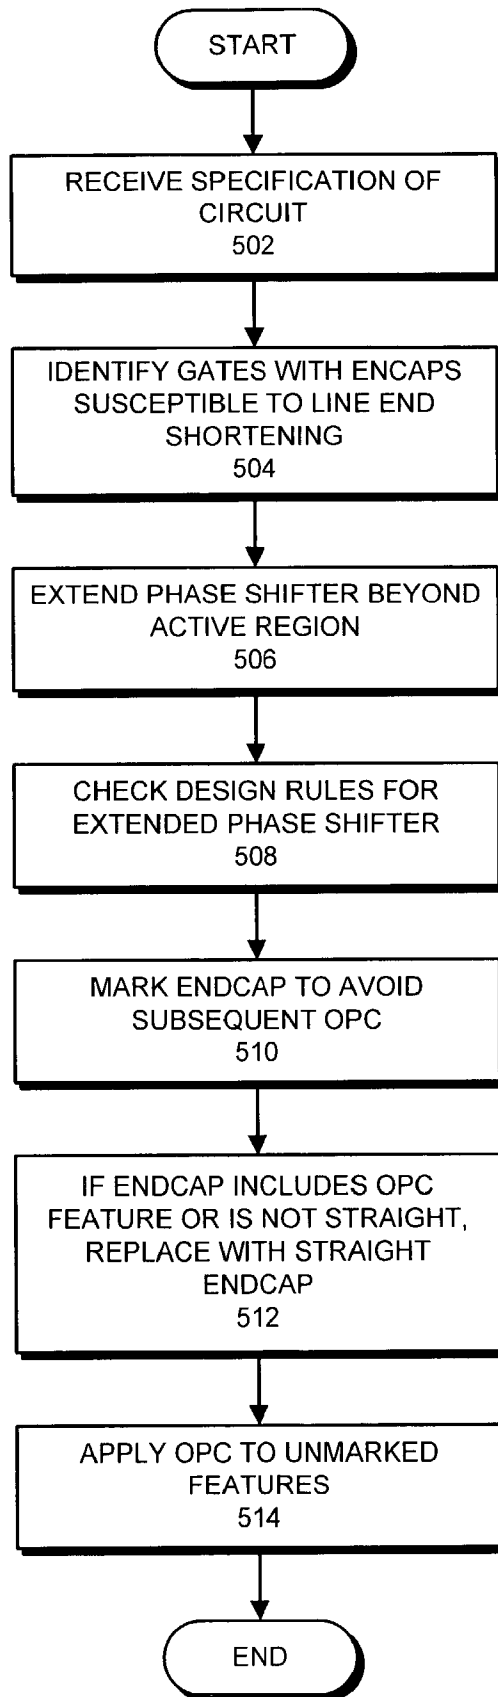 START
RECEIVE SPECIFICATION OF
CIRCUIT
502
IDENTIFY GATES WITH ENCAPS
SUSCEPTIBLE TO LINE END
SHORTENING
504
EXTEND PHASE SHIFTER BEYOND
ACTIVE REGION
506
CHECK DESIGN RULES FOR
EXTENDED PHASE SHIFTER
508
MARK ENDCAP TO AVOID
SUBSEQUENT OPC
510
IF ENDCAP INCLUDES OPC
FEATURE OR IS NOT STRAIGHT,
REPLACE WITH STRAIGHT
ENDCAP
512
APPLY OPC TO UNMARKED
FEATURES
514
END